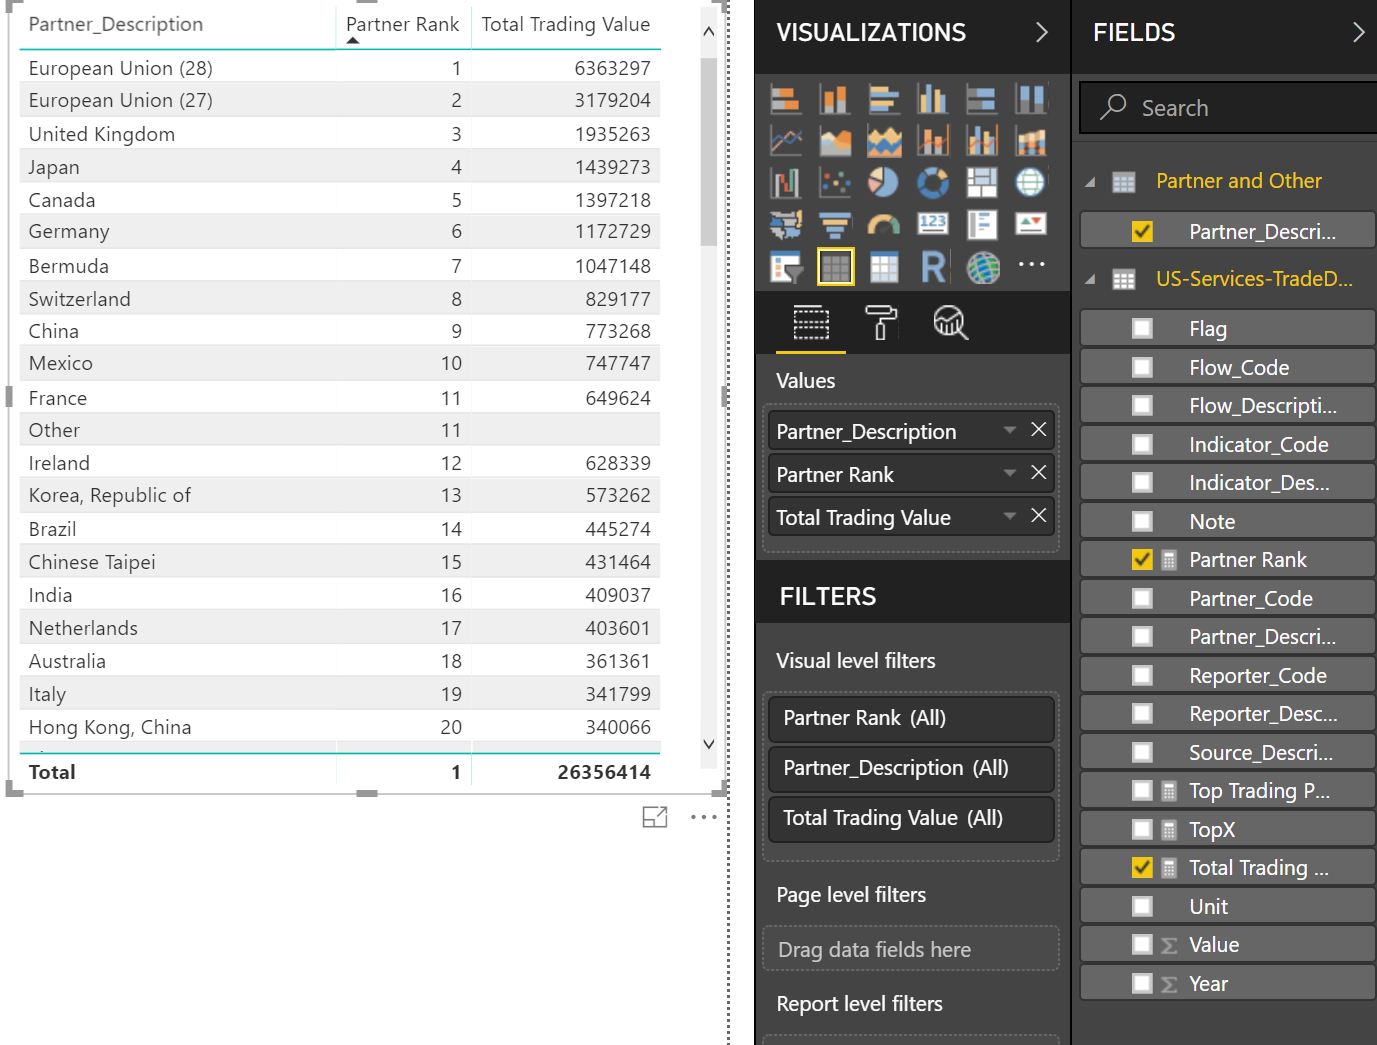 Partner_Description Partner Rank Total Trading Value
European Union (28) 1 6363297
European Union (27) 2 3179204
United Kingdom 3 1935263
Japan 4 1439273
Canada 5 1397218
Germany 6 1172729
Bermuda 7 1047148
Switzerland 8 829177
China 9 773268
Mexico 10 747747
France 11 649624
Other 11
Ireland 12 628339
Korea, Republic of 13 573262
Brazil 14 445274
Chinese Taipei 15 431464
India 16 409037
Netherlands 17 403601
Australia 18 361361
Italy 19 341799
Hong Kong, China 20 340066
Total 1 26356414
VISUALIZATIONS
123
R
Values
Partner_Description
Partner Rank
Total Trading Value
FILTERS
Visual level filters
Partner Rank (All)
Partner_Description (All)
Total Trading Value (All)
Page level filters
Drag data fields here
Report level filters
FIELDS
Search
Partner and Other
Partner_Descri...
US-Services-TradeD...
Flag
Flow_Code
Flow_Descripti...
Indicator_Code
Indicator_Des...
Note
Partner Rank
Partner_Code
Partner_Descri...
Reporter_Code
Reporter_Desc...
Source_Descri...
Top Trading P...
TopX
Total Trading ...
Unit
Σ Value
Σ Year